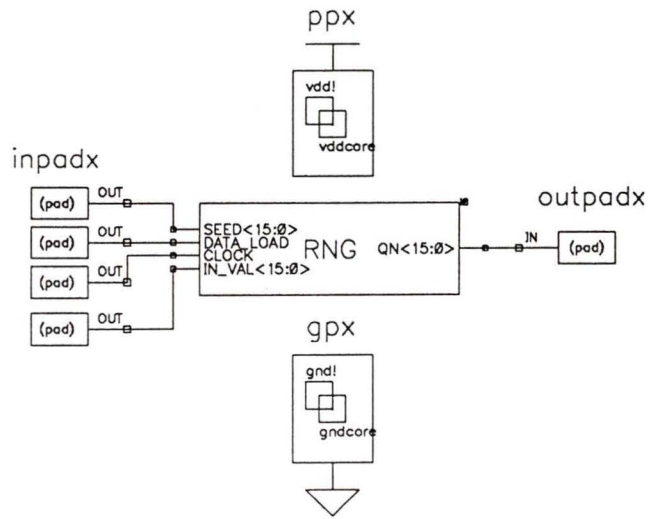 ppx
vdd!
vddcore
inpadx
OUT
(pad)
OUT
(pad)
OUT
(pad)
OUT
(pad)
SEED<15:0>
DATA_LOAD
CLOCK
IN_VAL<15:0>
RNG
QN<15:0>
outpadx
IN
(pad)
gpx
gnd!
gndcore